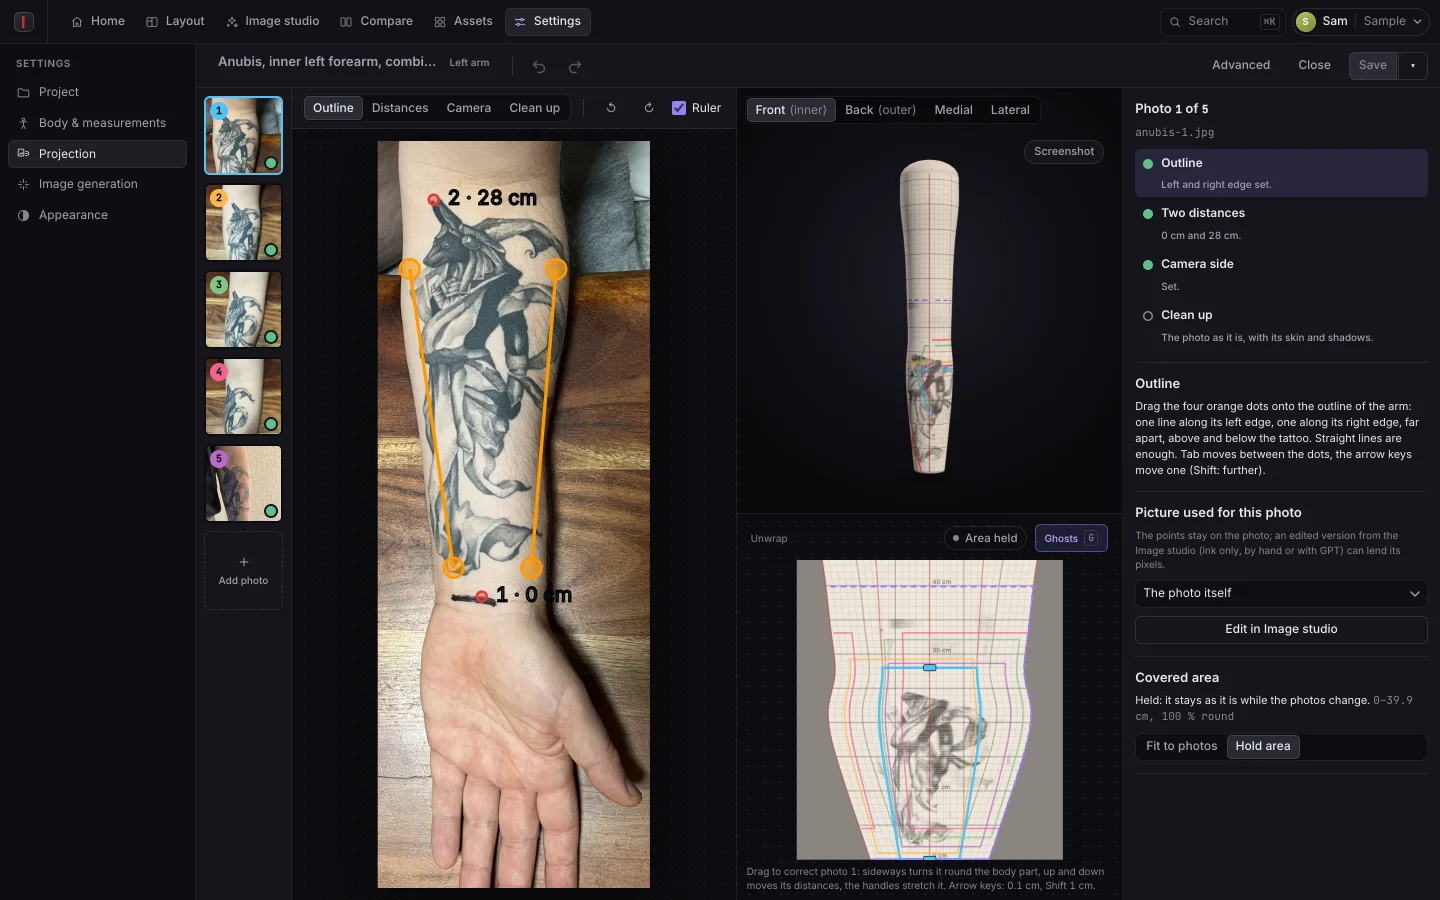 Home
Layout
Image studio
Compare
Assets
Settings
Search
⌘K
S
Sam
Sample
SETTINGS
Project
Body & measurements
Projection
Image generation
Appearance
Anubis, inner left forearm, combi...
Left arm
Advanced
Close
Save
1
2
3
4
5
+
Add photo
Outline
Distances
Camera
Clean up
Ruler
2 · 28 cm
1 · 0 cm
Front (inner)
Back (outer)
Medial
Lateral
Screenshot
Unwrap
Area held
Ghosts G
40 cm
30 cm
Drag to correct photo 1: sideways turns it round the body part, up and down
moves its distances, the handles stretch it. Arrow keys: 0.1 cm, Shift 1 cm.
Photo 1 of 5
anubis-1.jpg
Outline
Left and right edge set.
Two distances
0 cm and 28 cm.
Camera side
Set.
Clean up
The photo as it is, with its skin and shadows.
Outline
Drag the four orange dots onto the outline of the arm:
one line along its left edge, one along its right edge, far
apart, above and below the tattoo. Straight lines are
enough. Tab moves between the dots, the arrow keys
move one (Shift: further).
Picture used for this photo
The points stay on the photo; an edited version from the
Image studio (ink only, by hand or with GPT) can lend its
pixels.
The photo itself
Edit in Image studio
Covered area
Held: it stays as it is while the photos change. 0–39.9
cm, 100 % round
Fit to photos
Hold area